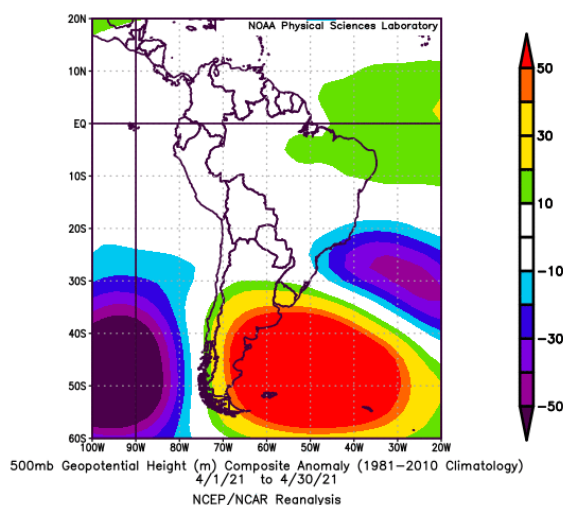 NOAA Physical Sciences Laboratory
20N
10N
EQ
10S
20S
30S
40S
50S
60S
100W 90W 80W 70W 60W 50W 40W 30W 20W
50
30
10
−10
−30
−50
500mb Geopotential Height (m) Composite Anomaly (1981−2010 Climatology)
4/1/21 to 4/30/21
NCEP/NCAR Reanalysis